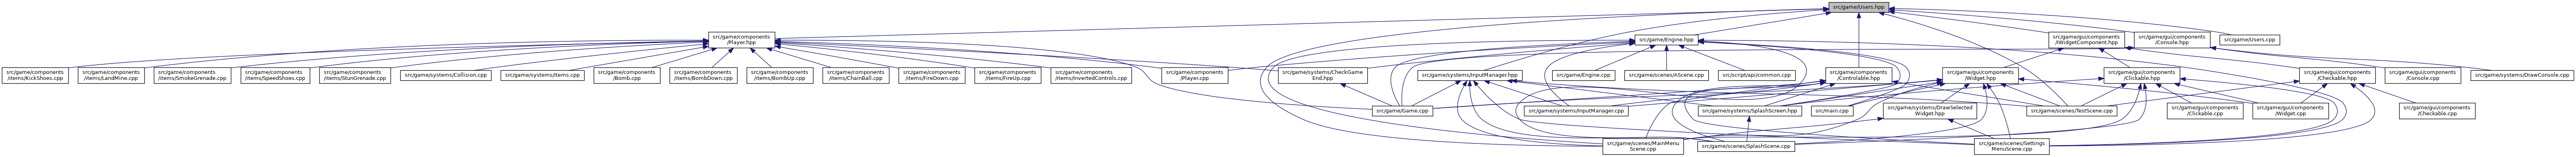 src/game/Users.hpp
src/game/components
/Player.hpp
src/game/Engine.hpp
src/game/gui/components
/WidgetComponent.hpp
src/game/gui/components
/Console.hpp
src/game/Users.cpp
src/game/components
/items/KickShoes.cpp
src/game/components
/items/LandMine.cpp
src/game/components
/items/SmokeGrenade.cpp
src/game/components
/items/SpeedShoes.cpp
src/game/components
/items/StunGrenade.cpp
src/game/systems/Collision.cpp
src/game/systems/Items.cpp
src/game/components
/Bomb.cpp
src/game/components
/items/BombDown.cpp
src/game/components
/items/BombUp.cpp
src/game/components
/items/ChainBall.cpp
src/game/components
/items/FireDown.cpp
src/game/components
/items/FireUp.cpp
src/game/components
/items/InvertedControls.cpp
src/game/components
/Player.cpp
src/game/systems/CheckGame
End.hpp
src/game/systems/InputManager.hpp
src/game/Engine.cpp
src/game/scenes/AScene.cpp
src/script/api/common.cpp
src/game/components
/Controlable.hpp
src/game/gui/components
/Widget.hpp
src/game/gui/components
/Clickable.hpp
src/game/gui/components
/Checkable.hpp
src/game/gui/components
/Console.cpp
src/game/systems/DrawConsole.cpp
src/game/Game.cpp
src/game/systems/InputManager.cpp
src/game/systems/SplashScreen.hpp
src/main.cpp
src/game/systems/DrawSelected
Widget.hpp
src/game/scenes/TestScene.cpp
src/game/gui/components
/Clickable.cpp
src/game/gui/components
/Widget.cpp
src/game/gui/components
/Checkable.cpp
src/game/scenes/MainMenu
Scene.cpp
src/game/scenes/SplashScene.cpp
src/game/scenes/Settings
MenuScene.cpp